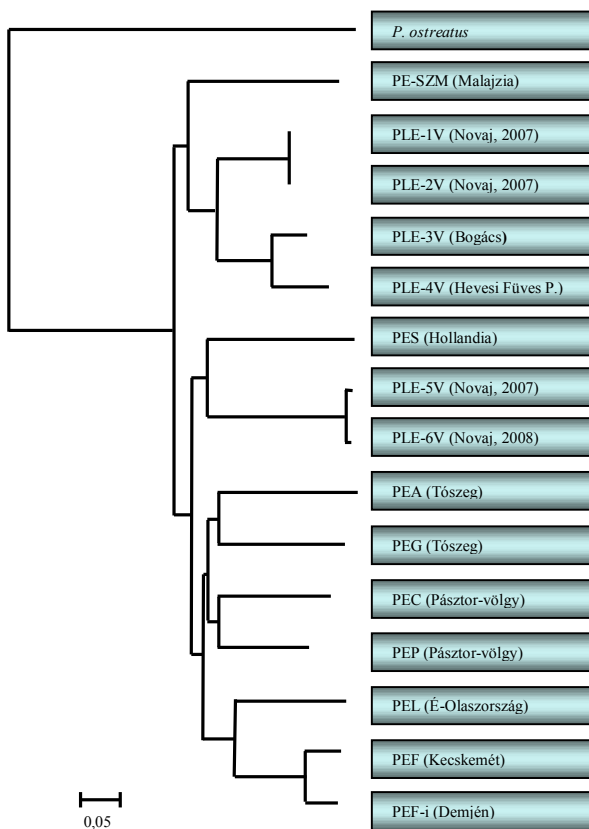 P. ostreatus
PE-SZM (Malajzia)
PLE-1V (Novaj, 2007)
PLE-2V (Novaj, 2007)
PLE-3V (Bogács)
PLE-4V (Hevesi Füves P.)
PES (Hollandia)
PLE-5V (Novaj, 2007)
PLE-6V (Novaj, 2008)
PEA (Tószeg)
PEG (Tószeg)
PEC (Pásztor-völgy)
PEP (Pásztor-völgy)
PEL (É-Olaszország)
PEF (Kecskemét)
PEF-i (Demjén)
0,05